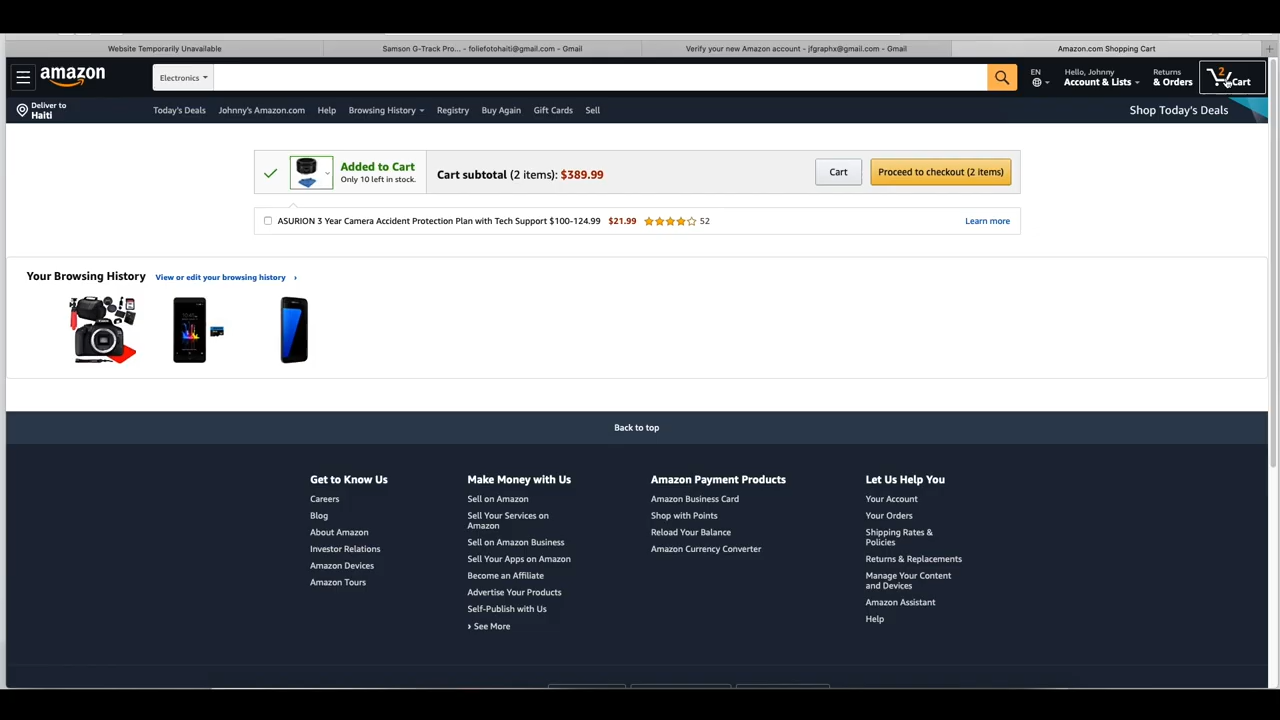 Website Temporarily Unavailable
Samson G-Track Pro... - foliefotohaiti@gmail.com - Gmail
Verify your new Amazon account - jfgraphx@gmail.com - Gmail
Amazon.com Shopping Cart
amazon
Electronics
EN
Hello, Johnny
Account & Lists
Returns
& Orders
2
Cart
Deliver to
Haiti
Today's Deals
Johnny's Amazon.com
Help
Browsing History
Registry
Buy Again
Gift Cards
Sell
Shop Today's Deals
Added to Cart
Only 10 left in stock.
Cart subtotal (2 items): $389.99
Cart
Proceed to checkout (2 items)
ASURION 3 Year Camera Accident Protection Plan with Tech Support $100-124.99 $21.99 52
Learn more
Your Browsing History
View or edit your browsing history ›
Back to top
Get to Know Us
Careers
Blog
About Amazon
Investor Relations
Amazon Devices
Amazon Tours
Make Money with Us
Sell on Amazon
Sell Your Services on
Amazon
Sell on Amazon Business
Sell Your Apps on Amazon
Become an Affiliate
Advertise Your Products
Self-Publish with Us
› See More
Amazon Payment Products
Amazon Business Card
Shop with Points
Reload Your Balance
Amazon Currency Converter
Let Us Help You
Your Account
Your Orders
Shipping Rates &
Policies
Returns & Replacements
Manage Your Content
and Devices
Amazon Assistant
Help